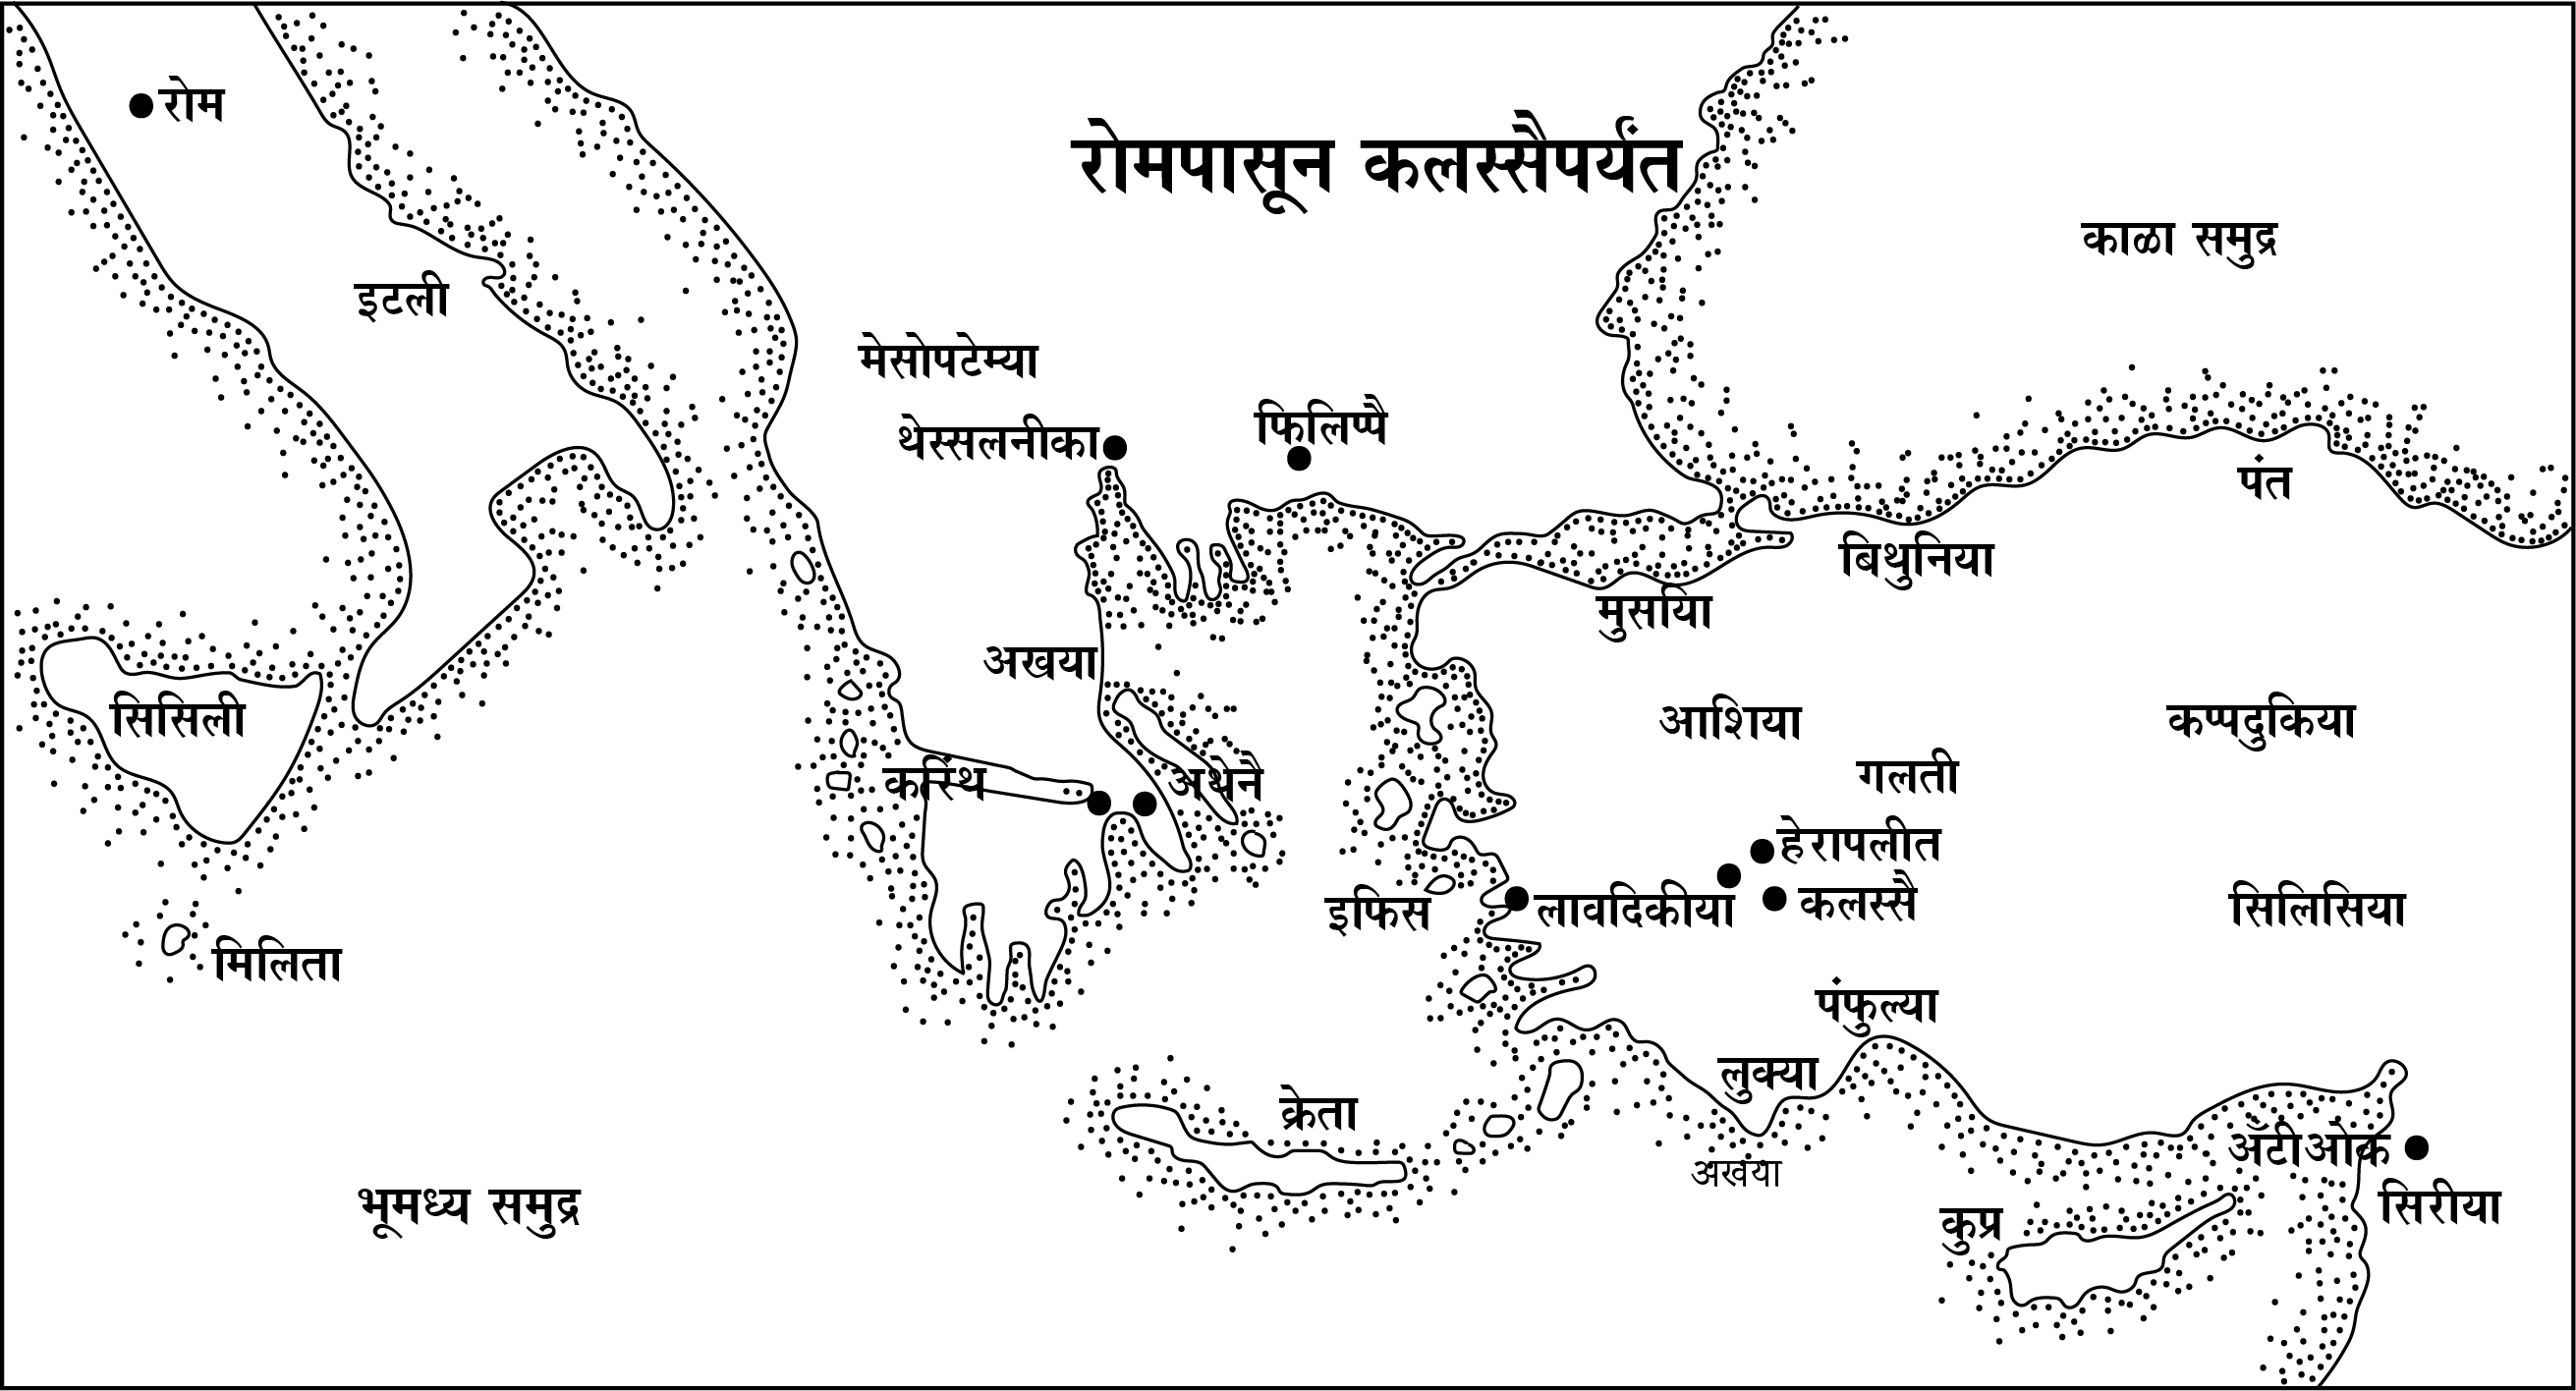 रोम
रोमपासून कलस्सैपर्यंत
काळा समुद्र
इटली
मेसोपटेम्या
थेस्सलनीका
फिलिप्पै
पंत
बिथुनिया
मुसिया
अखया
सिसिली
आशिया
कप्पदुकिया
करिंथ
अथेनै
गलती
हेरापलीत
इफिस
लावदिकीया
कलस्सै
सिलिसिया
मिलिता
पंफुल्या
लुक्या
क्रेता
अँटीओक
अखया
भूमध्य समुद्र
कुप्र
सिरीया